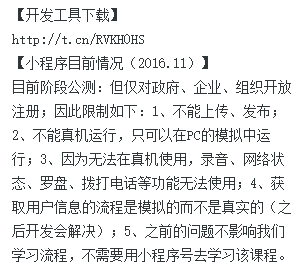 【开发工具下载】
http://t.cn/RVKHOHS
【小程序目前情况（2016.11）】
目前阶段公测：但仅对政府、企业、组织开放
注册；因此限制如下：1、不能上传、发布；
2、不能真机运行，只可以在PC的模拟中运
行；3、因为无法在真机使用，录音、网络状
态、罗盘、拨打电话等功能无法使用；4、获
取用户信息的流程是模拟的而不是真实的（之
后开发会解决）；5、之前的问题不影响我们
学习流程，不需要用小程序号去学习该课程。